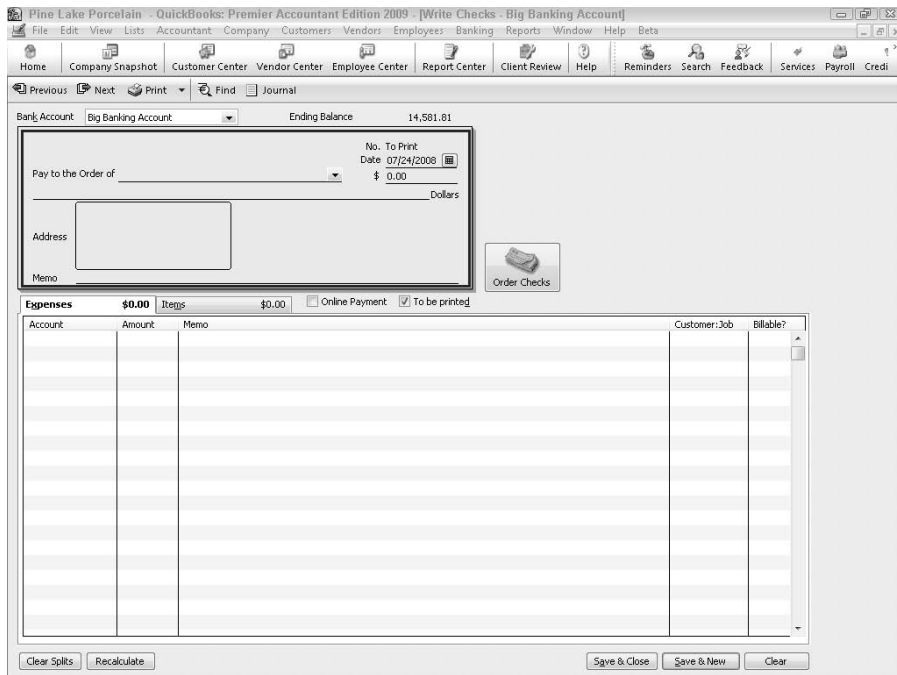 Pine Lake Porcelain - QuickBooks: Premier Accountant Edition 2009 - [Write Checks - Big Banking Account]
File Edit View Lists Accountant Company Customers Vendors Employees Banking Reports Window Help Beta
Home Company Snapshot Customer Center Vendor Center Employee Center Report Center Client Review Help Reminders Search Feedback Services Payroll Credi
Previous Next Print Find Journal
Bank Account Big Banking Account Ending Balance 14,581.81
No. To Print
Date 07/24/2008
Pay to the Order of $ 0.00
Dollars
Address
Memo
Order Checks
Expenses $0.00 Items $0.00 Online Payment To be printed
Account Amount Memo Customer:Job Billable?
Clear Splits Recalculate Save & Close Save & New Clear